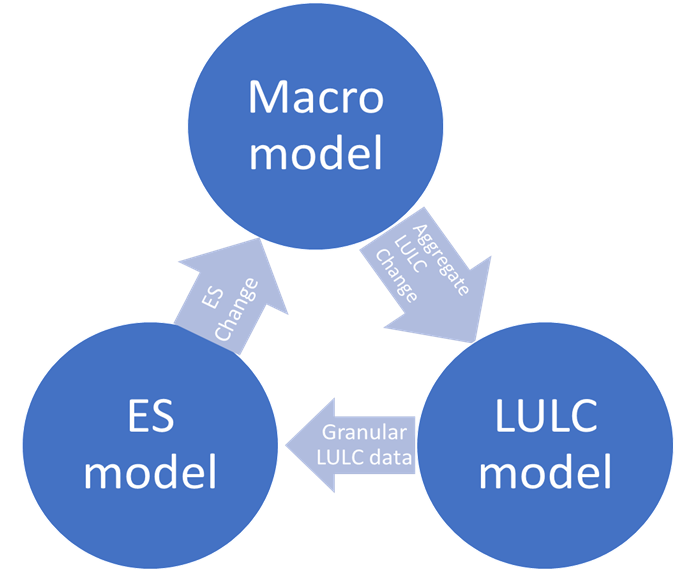 Macro
model
Aggregate
LULC
Change
LULC
model
Granular
LULC data
ES
model
ES
Change